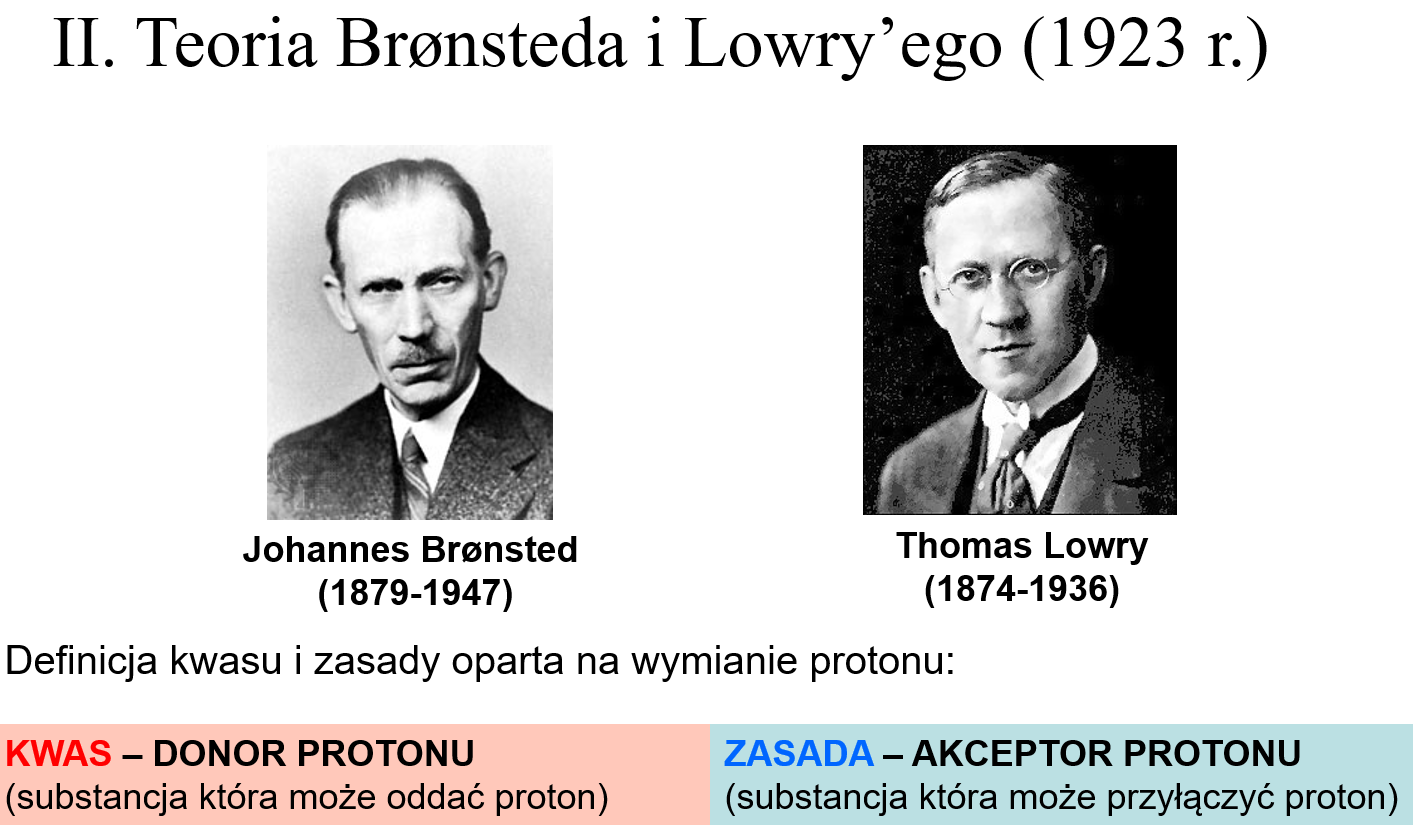 II. Teoria Brønsteda i Lowry’ego (1923 r.)
Johannes Brønsted
(1879-1947)
Thomas Lowry
(1874-1936)
Definicja kwasu i zasady oparta na wymianie protonu:
KWAS – DONOR PROTONU
(substancja która może oddać proton)
ZASADA – AKCEPTOR PROTONU
(substancja która może przyłączyć proton)